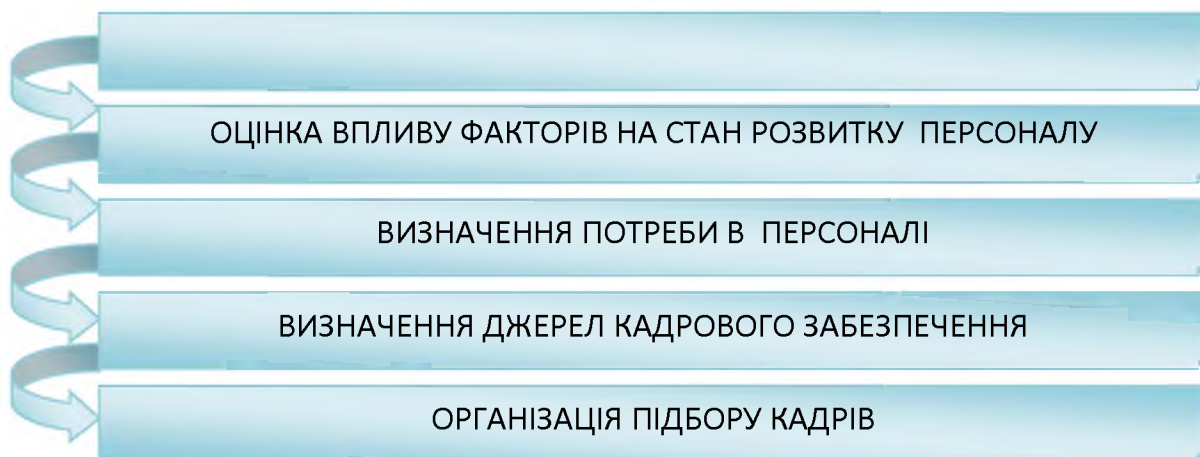 ОЦІНКА ВПЛИВУ ФАКТОРІВ НА СТАН РОЗВИТКУ ПЕРСОНАЛУ
ВИЗНАЧЕННЯ ПОТРЕБИ В ПЕРСОНАЛІ
ВИЗНАЧЕННЯ ДЖЕРЕЛ КАДРОВОГО ЗАБЕЗПЕЧЕННЯ
ОРГАНІЗАЦІЯ ПІДБОРУ КАДРІВ